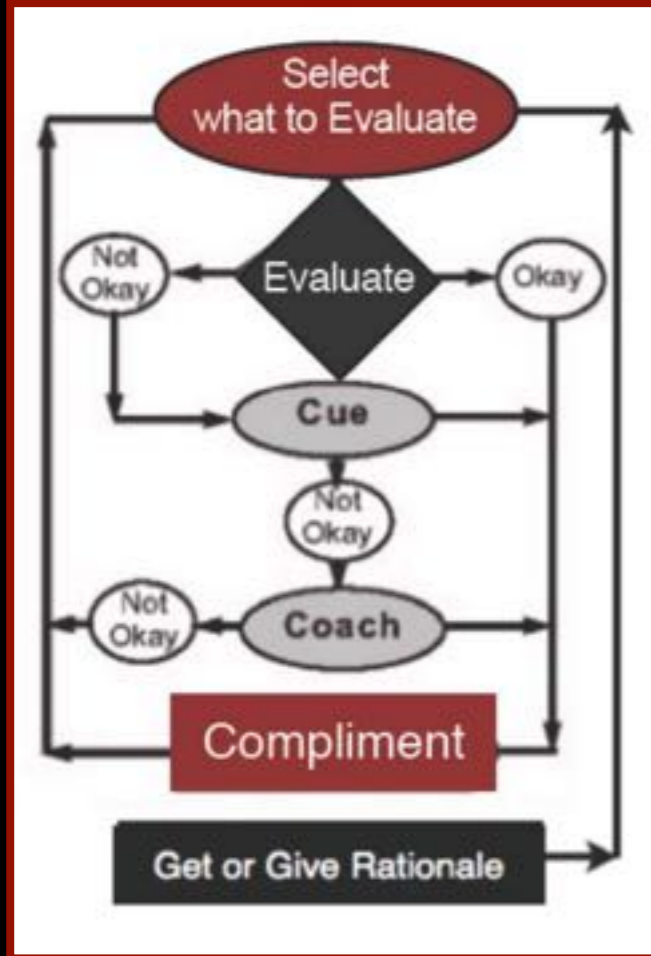 Select
what to Evaluate
Not
Okay
Evaluate
Okay
Cue
Not
Okay
Not
Okay
Coach
Compliment
Get or Give Rationale